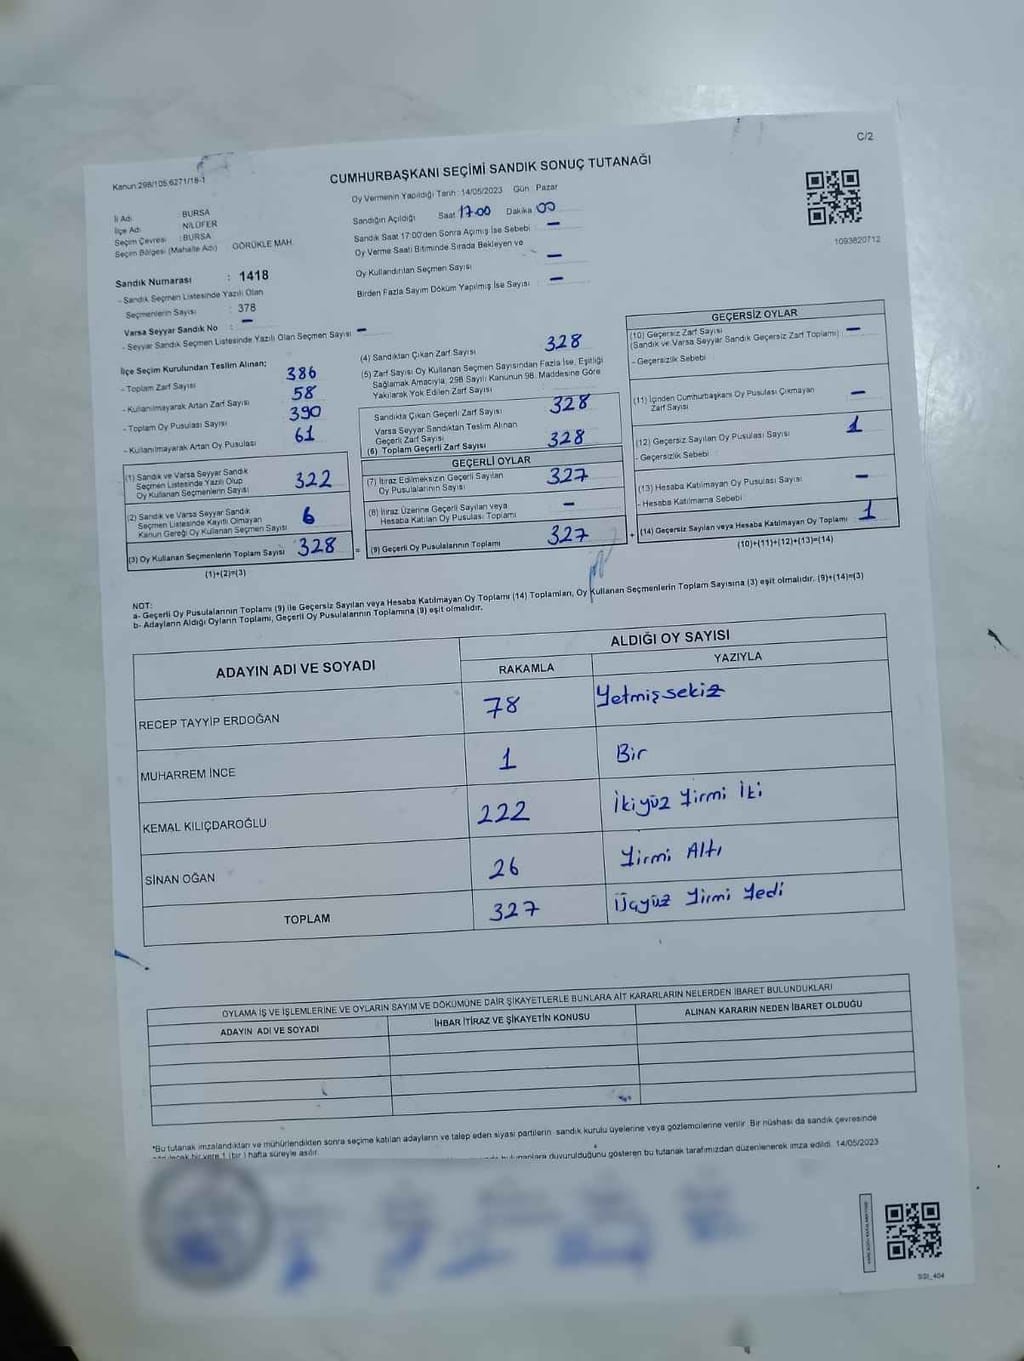 C/2
Kanun:298/105,6271/18-1
CUMHURBAŞKANI SEÇİMİ SANDIK SONUÇ TUTANAĞI
Oy Vermenin Yapıldığı Tarih : 14/05/2023 Gün : Pazar
İli Adı BURSA
İlçe Adı NİLÜFER
Seçim Çevresi : BURSA
Seçim Bölgesi (Mahalle Adı) GÖRÜKLE MAH.
Sandığın Açıldığı Saat 17.00 Dakika 00
Sandık Saat 17:00'den Sonra Açımış İse Sebebi : –
Oy Verme Saati Bitiminde Sırada Bekleyen ve
Oy Kullandırılan Seçmen Sayısı –
Birden Fazla Sayım Döküm Yapılmış İse Sayısı : –
1093820712
Sandık Numarası : 1418
- Sandık Seçmen Listesinde Yazılı Olan
Seçmenlerin Sayısı : 378
Varsa Seyyar Sandık No : –
- Seyyar Sandık Seçmen Listesinde Yazılı Olan Seçmen Sayısı –
İlçe Seçim Kurulundan Teslim Alınan;
- Toplam Zarf Sayısı 386
- Kullanılmayarak Artan Zarf Sayısı 58
- Toplam Oy Pusulası Sayısı 390
- Kullanılmayarak Artan Oy Pusulası 61
(1) Sandık ve Varsa Seyyar Sandık
Seçmen Listesinde Yazılı Olup
Oy Kullanan Seçmenlerin Sayısı 322
(2) Sandık ve Varsa Seyyar Sandık
Seçmen Listesinde Kayıtlı Olmayan
Kanun Gereği Oy Kullanan Seçmen Sayısı 6
(3) Oy Kullanan Seçmenlerin Toplam Sayısı 328 =
(1)+(2)=(3)
(4) Sandıktan Çıkan Zarf Sayısı 328
(5) Zarf Sayısı Oy Kullanan Seçmen Sayısından Fazla İse, Eşitliği
Sağlamak Amacıyla, 298 Sayılı Kanunun 98. Maddesine Göre
Yakılarak Yok Edilen Zarf Sayısı
Sandıkta Çıkan Geçerli Zarf Sayısı 328
Varsa Seyyar Sandıktan Teslim Alınan
Geçerli Zarf Sayısı
(6) Toplam Geçerli Zarf Sayısı 328
GEÇERLİ OYLAR
(7) İtiraz Edilmeksizin Geçerli Sayılan
Oy Pusulalarının Sayısı 327
(8) İtiraz Üzerine Geçerli Sayılan veya
Hesaba Katılan Oy Pusulası Toplamı –
(9) Geçerli Oy Pusulalarının Toplamı 327 +
GEÇERSİZ OYLAR
(10) Geçersiz Zarf Sayısı
(Sandık ve Varsa Seyyar Sandık Geçersiz Zarf Toplamı) –
- Geçersizlik Sebebi
(11) İçinden Cumhurbaşkanı Oy Pusulası Çıkmayan
Zarf Sayısı –
(12) Geçersiz Sayılan Oy Pusulası Sayısı 1
- Geçersizlik Sebebi
(13) Hesaba Katılmayan Oy Pusulası Sayısı –
- Hesaba Katılmama Sebebi
(14) Geçersiz Sayılan veya Hesaba Katılmayan Oy Toplamı 1
(10)+(11)+(12)+(13)=(14)
NOT:
a- Geçerli Oy Pusulalarının Toplamı (9) ile Geçersiz Sayılan veya Hesaba Katılmayan Oy Toplamı (14) Toplamları, Oy Kullanan Seçmenlerin Toplam Sayısına (3) eşit olmalıdır. (9)+(14)=(3)
b- Adayların Aldığı Oyların Toplamı, Geçerli Oy Pusulalarının Toplamına (9) eşit olmalıdır.
ADAYIN ADI VE SOYADI
ALDIĞI OY SAYISI
RAKAMLA YAZIYLA
RECEP TAYYİP ERDOĞAN 78 Yetmiş sekiz
MUHARREM İNCE 1 Bir
KEMAL KILIÇDAROĞLU 222 İkiyüz Yirmi İki
SİNAN OĞAN 26 Yirmi Altı
TOPLAM 327 Üçyüz Yirmi Yedi
OYLAMA İŞ VE İŞLEMLERİNE VE OYLARIN SAYIM VE DÖKÜMÜNE DAİR ŞİKAYETLERLE BUNLARA AİT KARARLARIN NELERDEN İBARET BULUNDUKLARI
ADAYIN ADI VE SOYADI İHBAR İTİRAZ VE ŞİKAYETİN KONUSU ALINAN KARARIN NEDEN İBARET OLDUĞU
*Bu tutanak imzalandıktan ve mühürlendikten sonra seçime katılan adayların ve talep eden siyasi partilerin sandık kurulu üyelerine veya gözlemcilerine verilir. Bir nüshası da sandık çevresinde
görülecek bir yere 1 (bir) hafta süreyle asılır. duyurulduğunu gösteren bu tutanak tarafımızdan düzenlenerek imza edildi. 14/05/2023
SSI_404